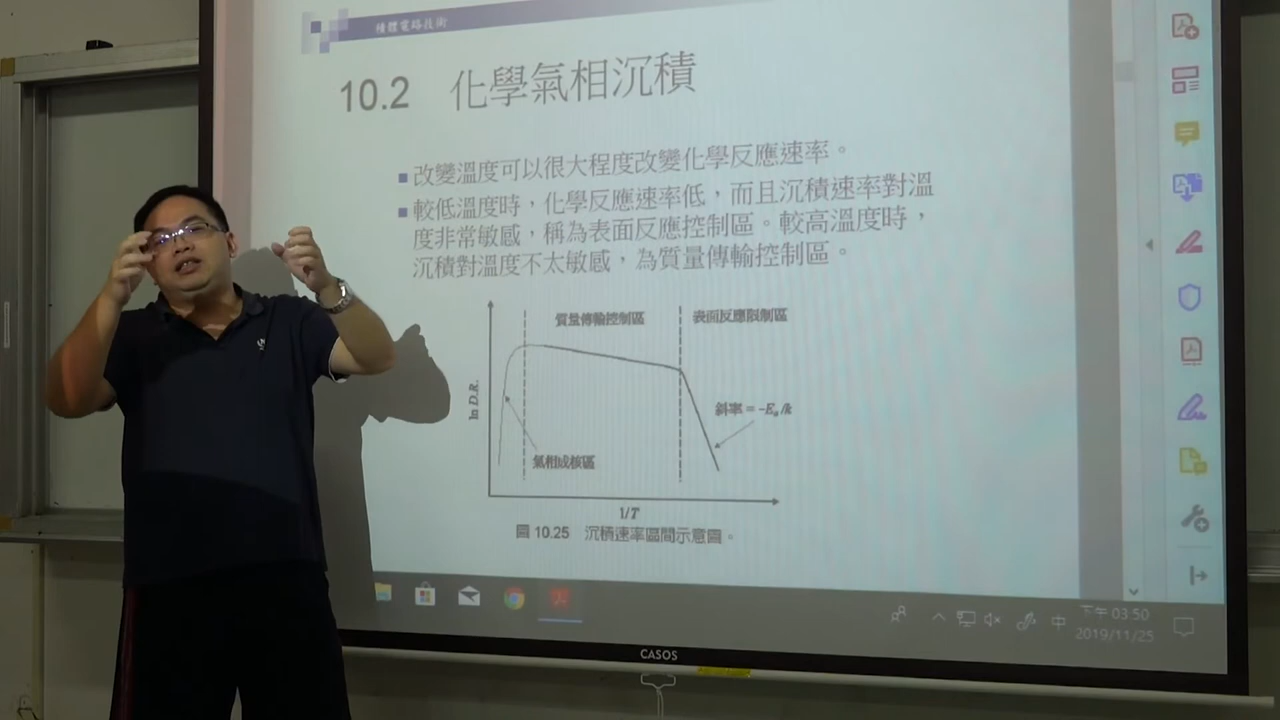 積體電路技術
10.2 化學氣相沉積
改變溫度可以很大程度改變化學反應速率。
較低溫度時，化學反應速率低，而且沉積速率對溫
度非常敏感，稱為表面反應控制區。較高溫度時，
沉積對溫度不太敏感，為質量傳輸控制區。
質量傳輸控制區
表面反應限制區
ln D.R.
斜率 = -Ea/k
氣相成核區
1/T
圖 10.25 沉積速率區間示意圖。
中
下午 03:50
2019/11/25
CASOS